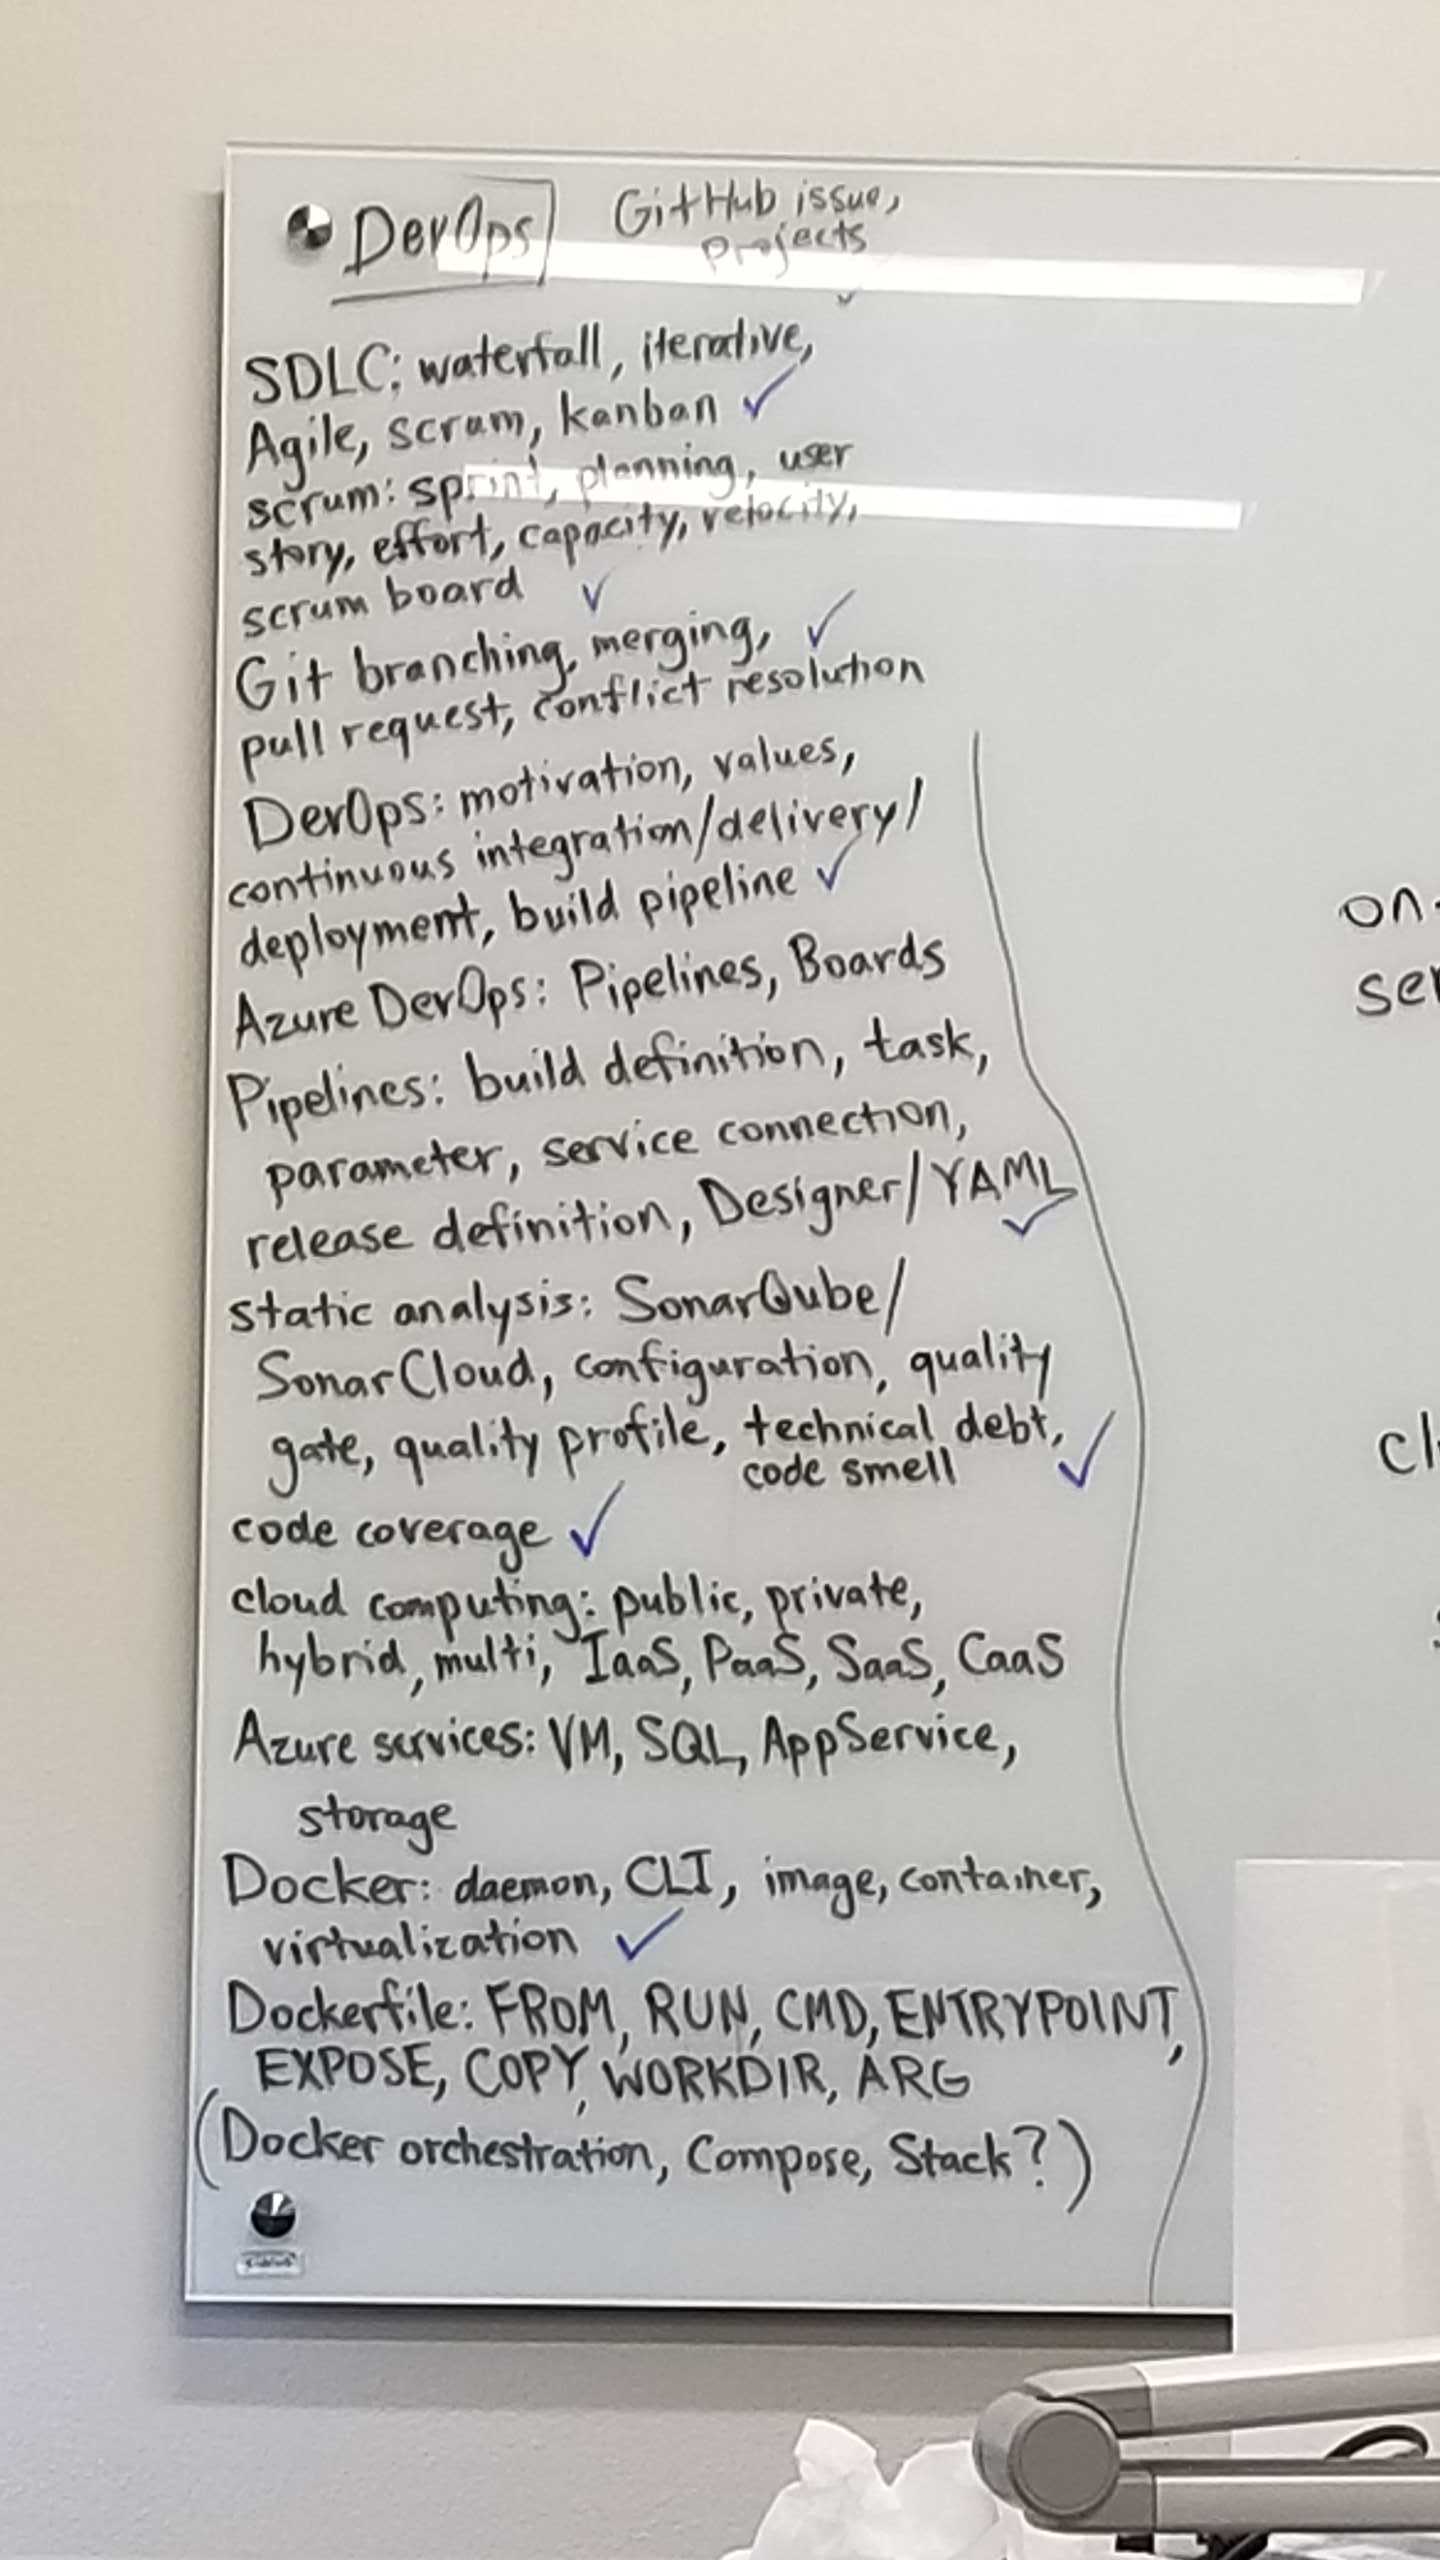 DevOps
GitHub issue,
projects
SDLC: waterfall, iterative,
Agile, scrum, kanban ✓
scrum: sprint, planning, user
story, effort, capacity, velocity,
scrum board ✓
Git branching, merging, ✓
pull request, conflict resolution
DevOps: motivation, values,
continuous integration/delivery/
deployment, build pipeline ✓
Azure DevOps: Pipelines, Boards
Pipelines: build definition, task,
parameter, service connection,
release definition, Designer/YAML ✓
static analysis: SonarQube/
SonarCloud, configuration, quality
gate, quality profile, technical debt, ✓
code smell
code coverage ✓
cloud computing: public, private,
hybrid, multi, IaaS, PaaS, SaaS, CaaS
Azure services: VM, SQL, AppService,
storage
Docker: daemon, CLI, image, container,
virtualization ✓
Dockerfile: FROM, RUN, CMD, ENTRYPOINT,
EXPOSE, COPY, WORKDIR, ARG
(Docker orchestration, Compose, Stack?)
on-